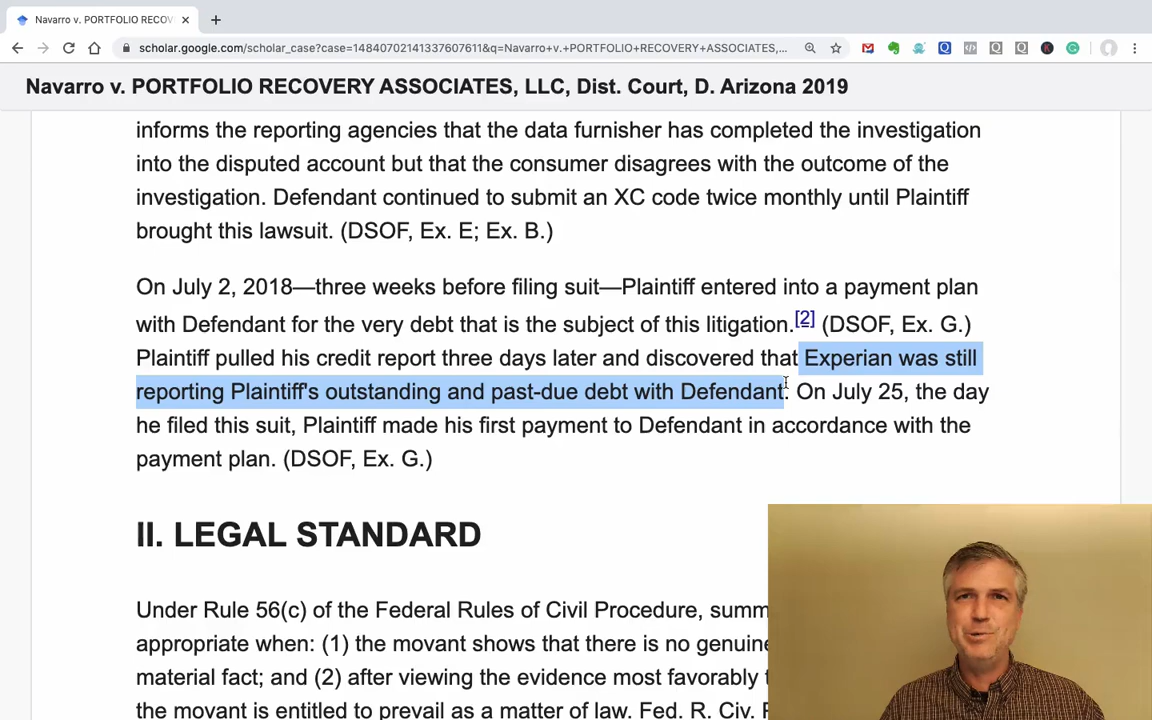 Navarro v. PORTFOLIO RECOV
scholar.google.com/scholar_case?case=14840702141337607611&q=Navarro+v.+PORTFOLIO+RECOVERY+ASSOCIATES,...
Navarro v. PORTFOLIO RECOVERY ASSOCIATES, LLC, Dist. Court, D. Arizona 2019
informs the reporting agencies that the data furnisher has completed the investigation
into the disputed account but that the consumer disagrees with the outcome of the
investigation. Defendant continued to submit an XC code twice monthly until Plaintiff
brought this lawsuit. (DSOF, Ex. E; Ex. B.)
On July 2, 2018—three weeks before filing suit—Plaintiff entered into a payment plan
with Defendant for the very debt that is the subject of this litigation.[2] (DSOF, Ex. G.)
Plaintiff pulled his credit report three days later and discovered that Experian was still
reporting Plaintiff's outstanding and past-due debt with Defendant. On July 25, the day
he filed this suit, Plaintiff made his first payment to Defendant in accordance with the
payment plan. (DSOF, Ex. G.)
II. LEGAL STANDARD
Under Rule 56(c) of the Federal Rules of Civil Procedure, summ
appropriate when: (1) the movant shows that there is no genuine
material fact; and (2) after viewing the evidence most favorably t
the movant is entitled to prevail as a matter of law. Fed. R. Civ. P